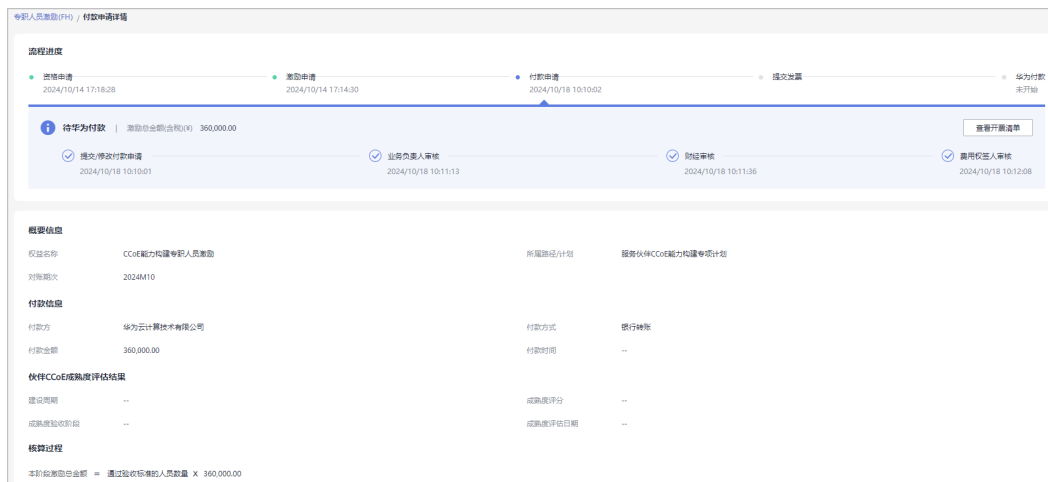 专职人员激励(FH) / 付款申请详情
流程进度
资格申请 激励申请 付款申请 提交发票 华为付款
2024/10/14 17:18:28 2024/10/14 17:14:30 2024/10/18 10:10:02 未开始
待华为付款 | 激励总金额(含税)(¥) 360,000.00 查看开票清单
提交/修改付款申请 业务负责人审核 财经审核 费用权签人审核
2024/10/18 10:10:01 2024/10/18 10:11:13 2024/10/18 10:11:36 2024/10/18 10:12:08
概要信息
权益名称 CCoE能力构建专职人员激励 所属路径/计划 服务伙伴CCoE能力构建专项计划
对账期次 2024M10
付款信息
付款方 华为云计算技术有限公司 付款方式 银行转账
付款金额 360,000.00 付款时间 --
伙伴CCoE成熟度评估结果
建设周期 -- 成熟度评分 --
成熟度验收阶段 -- 成熟度评估日期 --
核算过程
本阶段激励总金额 = 通过验收标准的人员数量 X 360,000.00